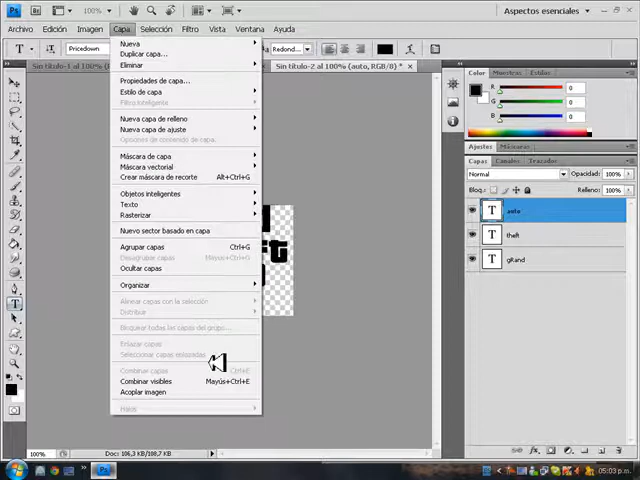 Ps
100%
Aspectos esenciales
Archivo Edición Imagen Capa Selección Filtro Vista Ventana Ayuda
T Pricedown Redond...
Sin título-1 al 100% (R Sin título-2 al 100% (auto, RGB/8) * ×
Nueva
Duplicar capa...
Eliminar
Propiedades de capa...
Estilo de capa
Filtro inteligente
Nueva capa de relleno
Nueva capa de ajuste
Opciones de contenido de capa...
Máscara de capa
Máscara vectorial
Crear máscara de recorte Alt+Ctrl+G
Objetos inteligentes
Texto
Rasterizar
Nuevo sector basado en capa
Agrupar capas Ctrl+G
Desagrupar capas Mayús+Ctrl+G
Ocultar capas
Organizar
Alinear capas con la selección
Distribuir
Bloquear todas las capas del grupo...
Enlazar capas
Seleccionar capas enlazadas
Combinar capas Ctrl+E
Combinar visibles Mayús+Ctrl+E
Acoplar imagen
Halos
Color Muestras Estilos
R 0
G 0
B 0
Ajustes Máscaras
Capas Canales Trazados
Normal Opacidad: 100%
Bloq.: Relleno: 100%
T auto
T theft
T gRand
100% Doc: 106,3 KB/108,7 KB
Ps
05:03 p.m.